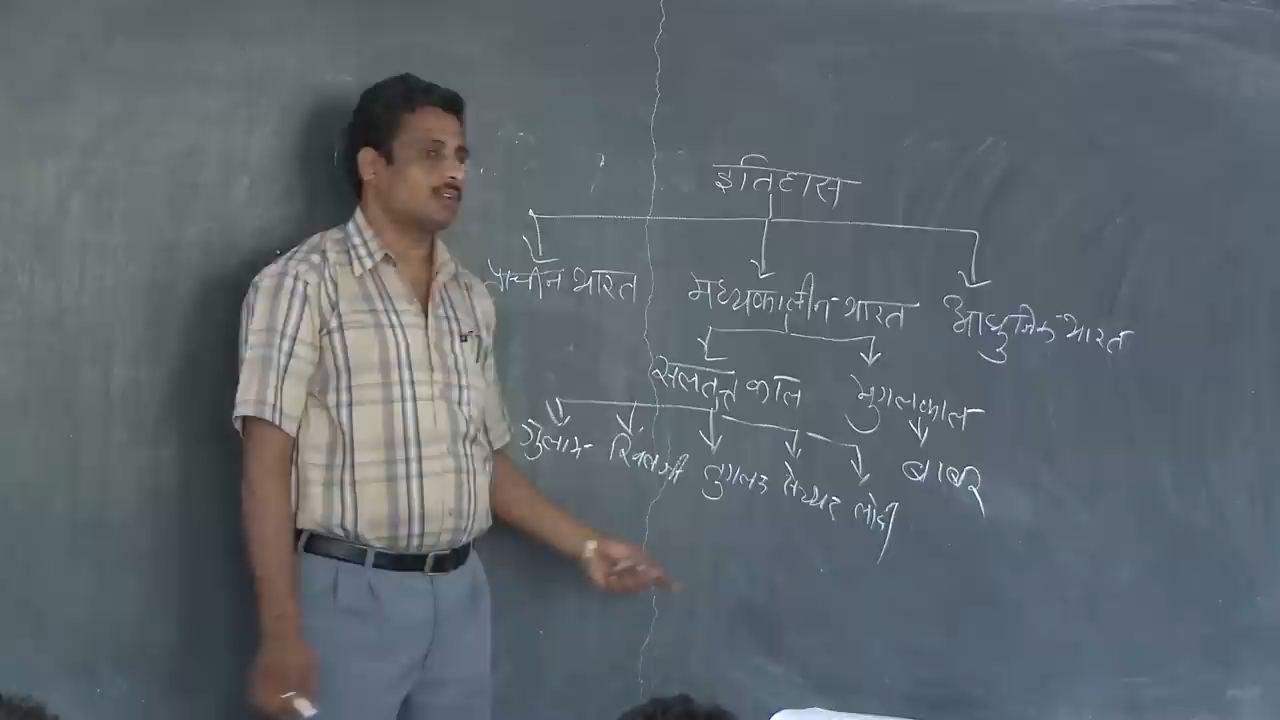 इतिहास
प्राचीन भारत मध्यकालीन भारत आधुनिक भारत
सलतनत काल मुगलकाल
गुलाम खिलजी तुगलक सैय्यद लोदी बाबर